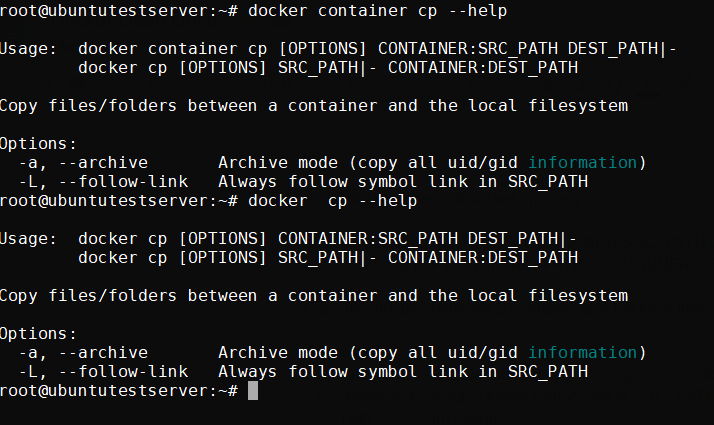 root@ubuntutestserver:~# docker container cp --help
Usage:  docker container cp [OPTIONS] CONTAINER:SRC_PATH DEST_PATH|-
        docker cp [OPTIONS] SRC_PATH|- CONTAINER:DEST_PATH
Copy files/folders between a container and the local filesystem
Options:
  -a, --archive       Archive mode (copy all uid/gid information)
  -L, --follow-link   Always follow symbol link in SRC_PATH
root@ubuntutestserver:~# docker  cp --help
Usage:  docker cp [OPTIONS] CONTAINER:SRC_PATH DEST_PATH|-
        docker cp [OPTIONS] SRC_PATH|- CONTAINER:DEST_PATH
Copy files/folders between a container and the local filesystem
Options:
  -a, --archive       Archive mode (copy all uid/gid information)
  -L, --follow-link   Always follow symbol link in SRC_PATH
root@ubuntutestserver:~#